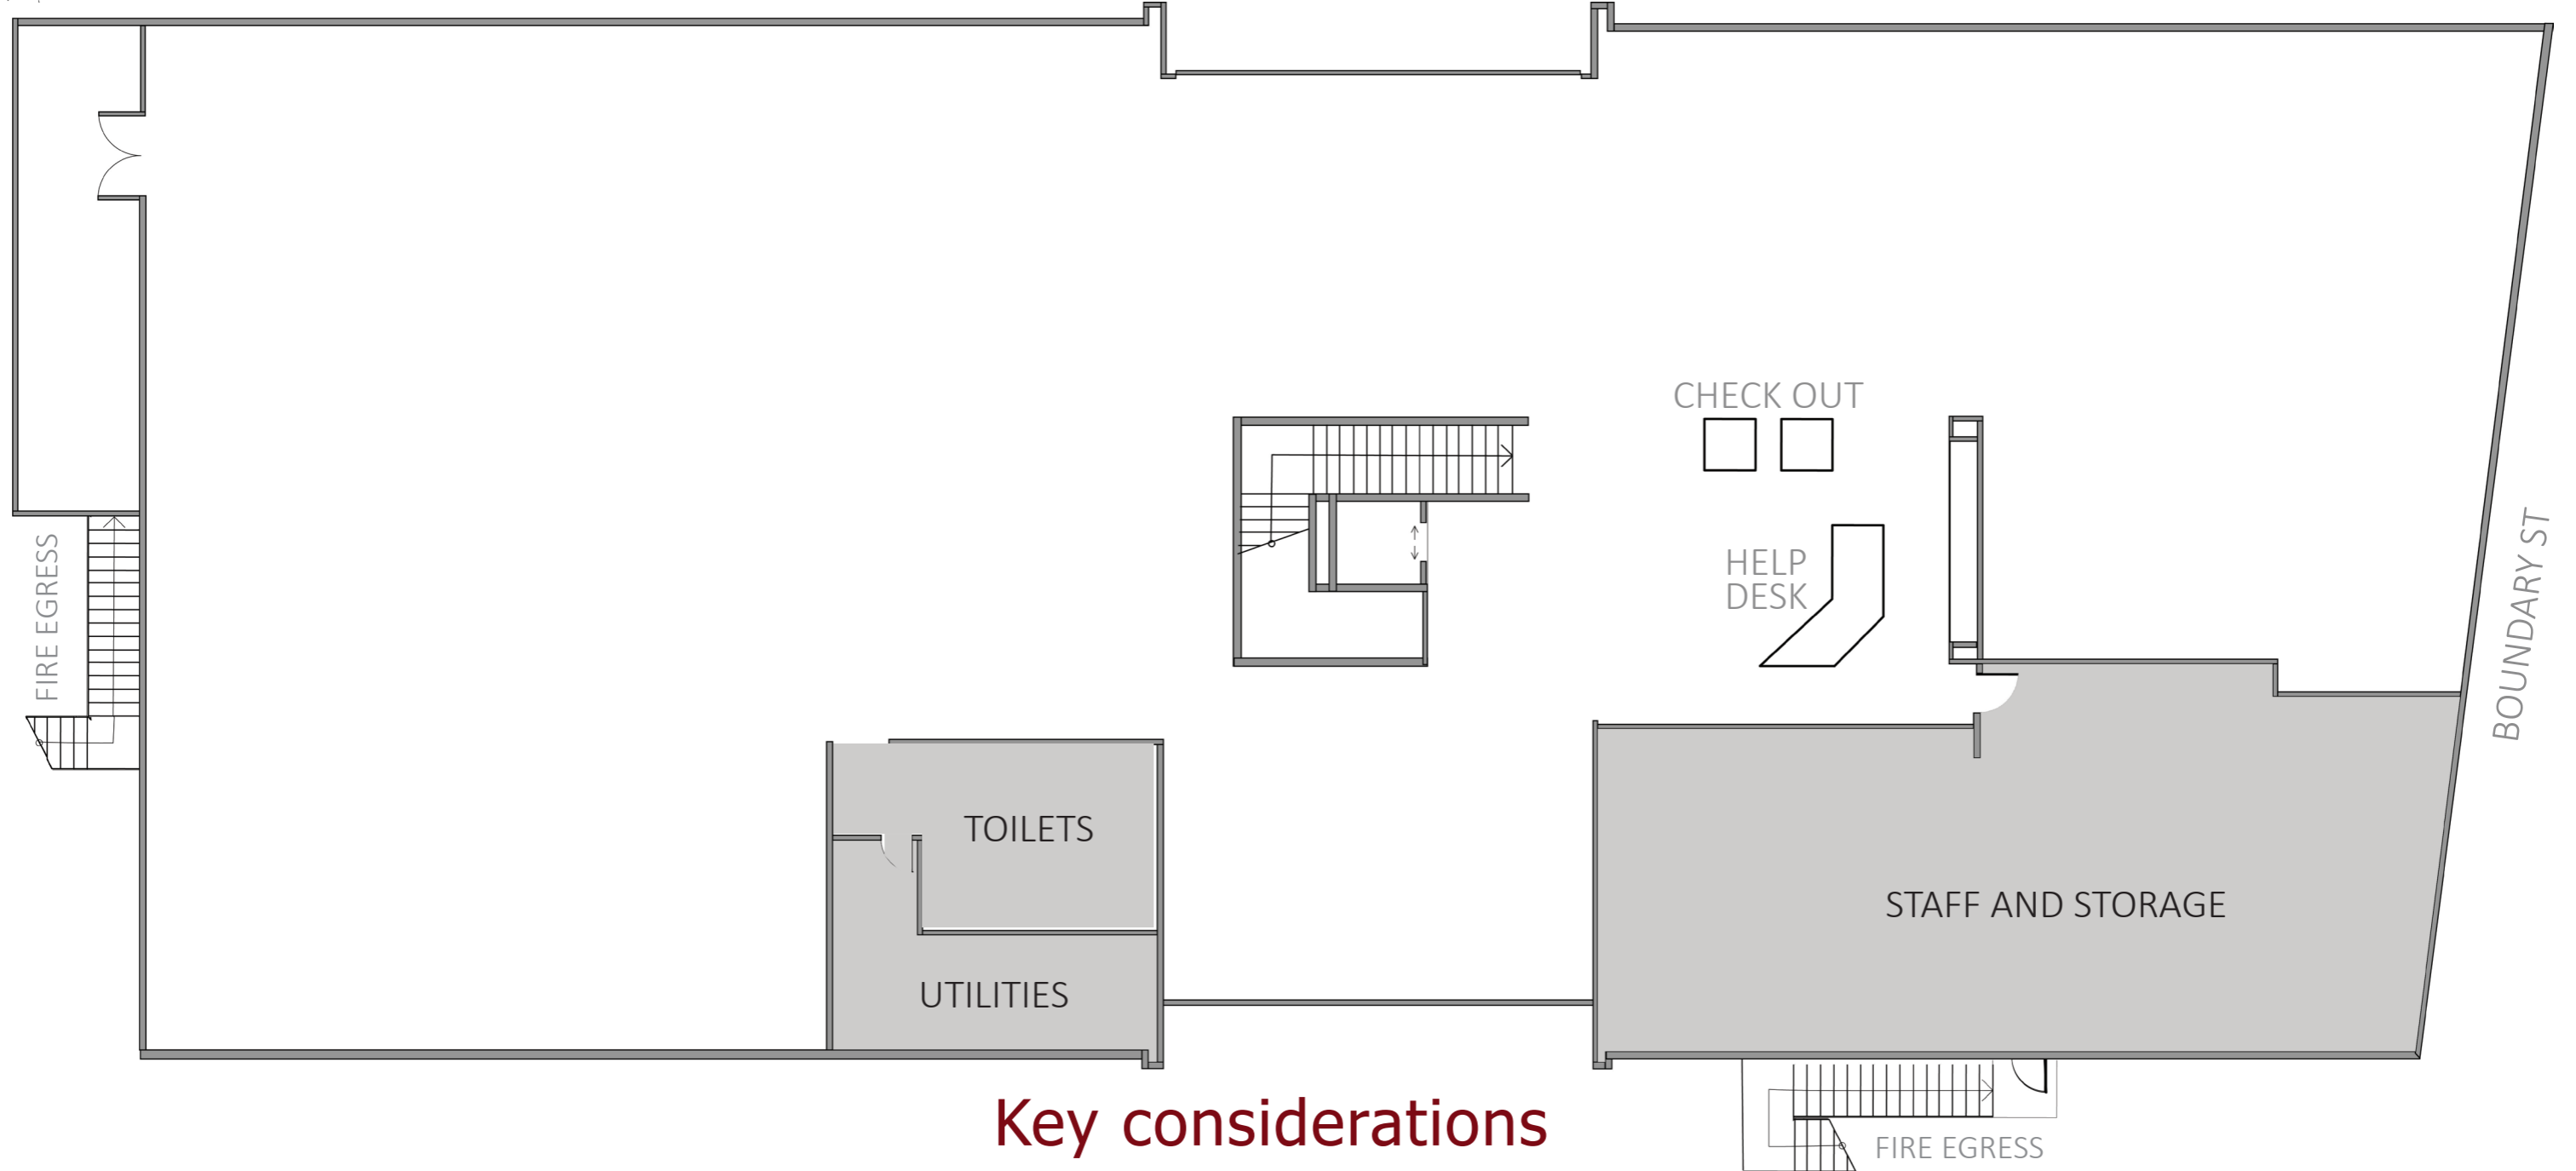 CHECK OUT
HELP
DESK
FIRE EGRESS
BOUNDARY ST
TOILETS
STAFF AND STORAGE
UTILITIES
Key considerations
FIRE EGRESS